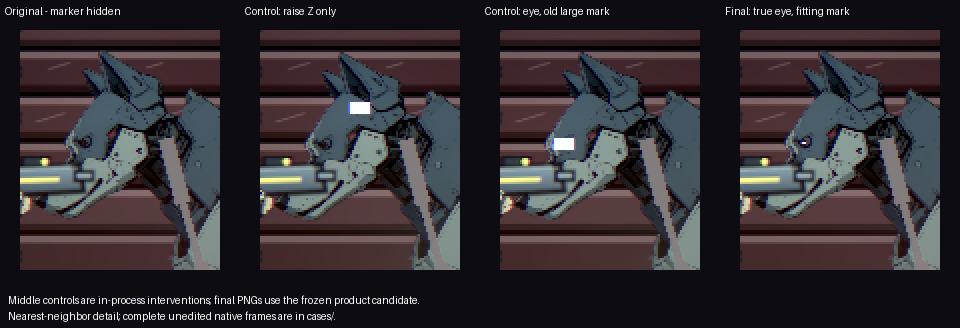 Original - marker hidden
Control: raise Z only
Control: eye, old large mark
Final: true eye, fitting mark
Middle controls are in-process interventions; final PNGs use the frozen product candidate.
Nearest-neighbor detail; complete unedited native frames are in cases/.